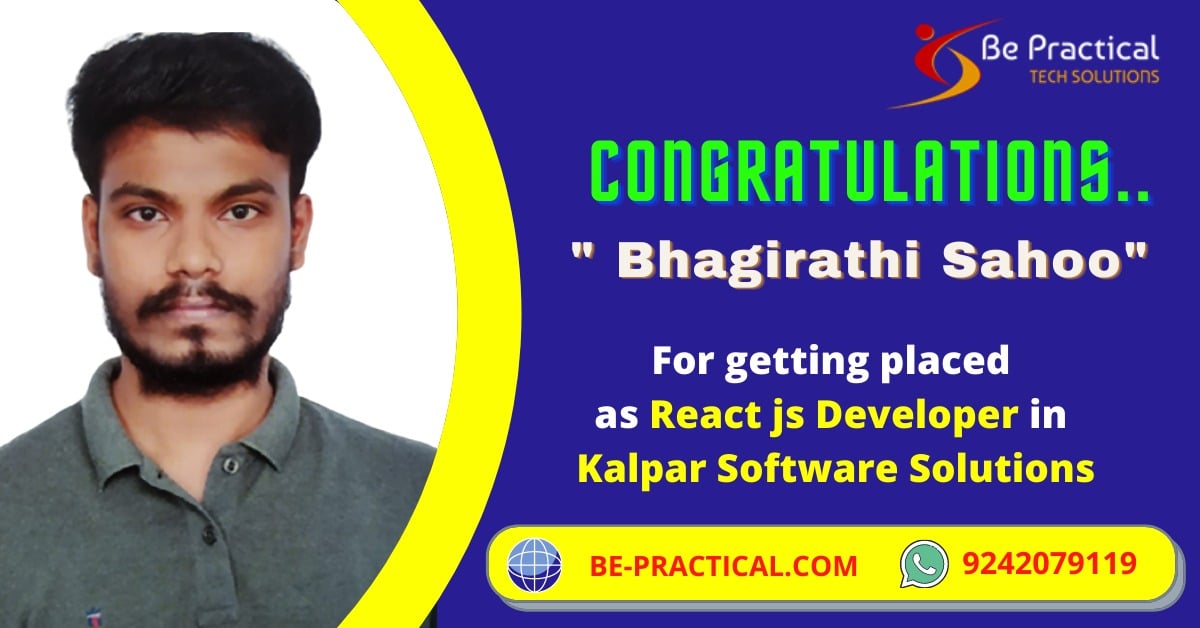 Be Practical
TECH SOLUTIONS
CONGRATULATIONS..
" Bhagirathi Sahoo"
For getting placed
as React js Developer in
Kalpar Software Solutions
BE-PRACTICAL.COM
9242079119